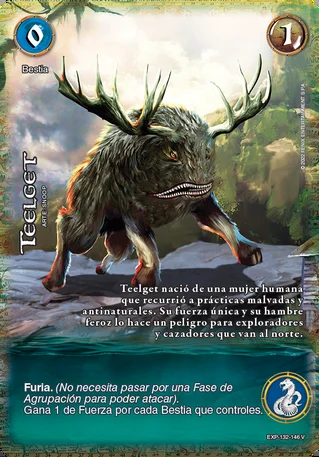 0
1
Bestia
TEELGET
ARTE: SNOOP
©2022 FENIX ENTERTAINMENT S.P.A.
Teelget nació de una mujer humana
que recurrió a prácticas malvadas y
antinaturales. Su fuerza única y su hambre
feroz lo hace un peligro para exploradores
y cazadores que van al norte.
Furia. (No necesita pasar por una Fase de
Agrupación para poder atacar).
Gana 1 de Fuerza por cada Bestia que controles.
EXP-132-146 V